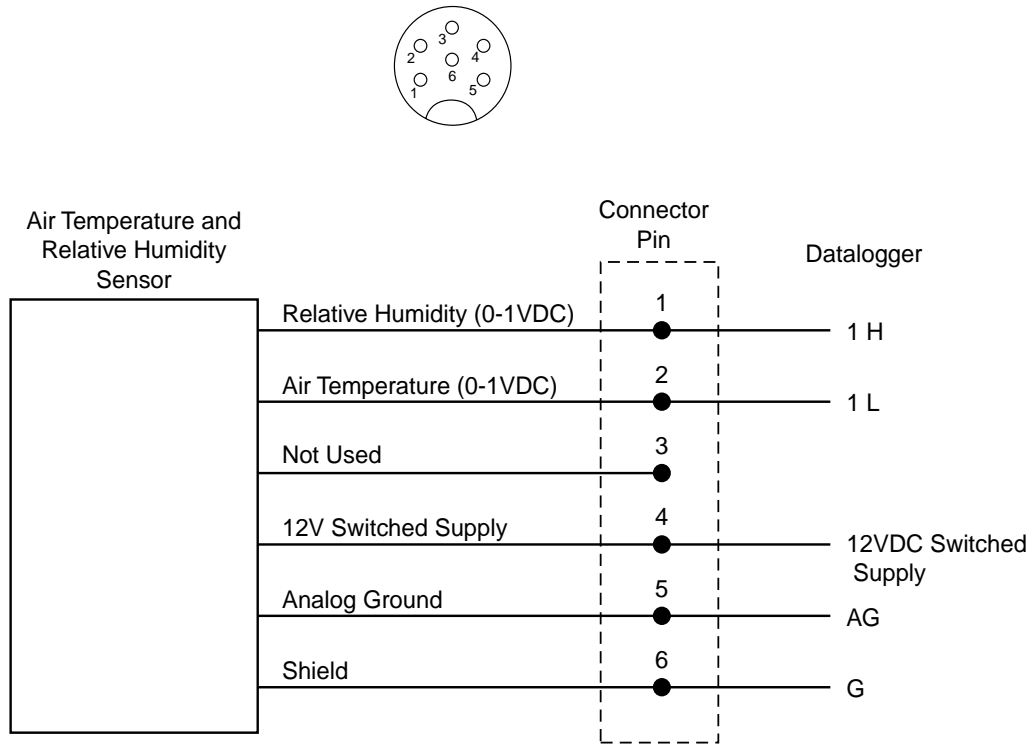 3
2
4
6
1
5
Air Temperature and
Relative Humidity
Sensor
Connector
Pin
Datalogger
Relative Humidity (0-1VDC)
1
1 H
Air Temperature (0-1VDC)
2
1 L
Not Used
3
12V Switched Supply
4
12VDC Switched
Supply
Analog Ground
5
AG
Shield
6
G